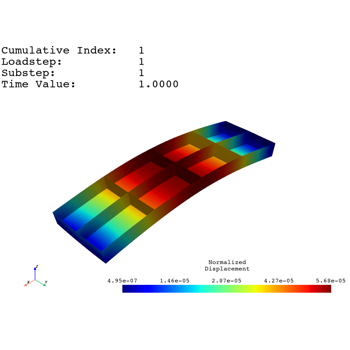 Cumulative Index: 1
Loadstep: 1
Substep: 1
Time Value: 1.0000
Normalized
Displacement
4.95e-07 1.46e-05 2.87e-05 4.27e-05 5.68e-05